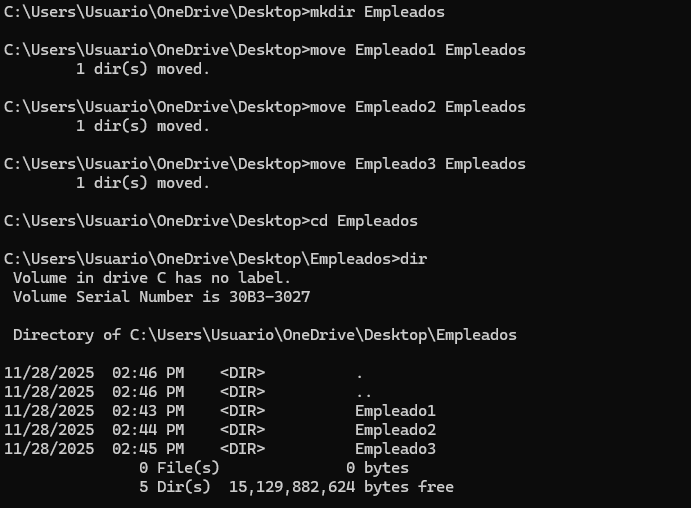 C:\Users\Usuario\OneDrive\Desktop>mkdir Empleados
C:\Users\Usuario\OneDrive\Desktop>move Empleado1 Empleados
1 dir(s) moved.
C:\Users\Usuario\OneDrive\Desktop>move Empleado2 Empleados
1 dir(s) moved.
C:\Users\Usuario\OneDrive\Desktop>move Empleado3 Empleados
1 dir(s) moved.
C:\Users\Usuario\OneDrive\Desktop>cd Empleados
C:\Users\Usuario\OneDrive\Desktop\Empleados>dir
Volume in drive C has no label.
Volume Serial Number is 30B3-3027
Directory of C:\Users\Usuario\OneDrive\Desktop\Empleados
11/28/2025  02:46 PM    <DIR>          .
11/28/2025  02:46 PM    <DIR>          ..
11/28/2025  02:43 PM    <DIR>          Empleado1
11/28/2025  02:44 PM    <DIR>          Empleado2
11/28/2025  02:45 PM    <DIR>          Empleado3
0 File(s)              0 bytes
5 Dir(s)  15,129,882,624 bytes free